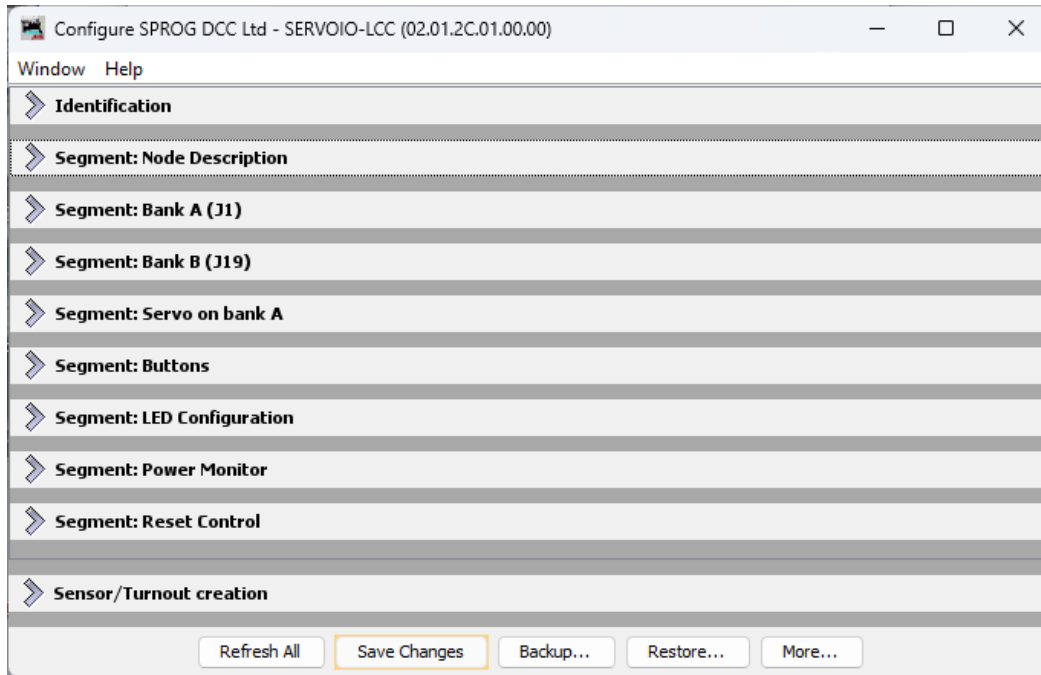 Configure SPROG DCC Ltd - SERVOIO-LCC (02.01.2C.01.00.00)
Window Help
Identification
Segment: Node Description
Segment: Bank A (J1)
Segment: Bank B (J19)
Segment: Servo on bank A
Segment: Buttons
Segment: LED Configuration
Segment: Power Monitor
Segment: Reset Control
Sensor/Turnout creation
Refresh All Save Changes Backup... Restore... More...